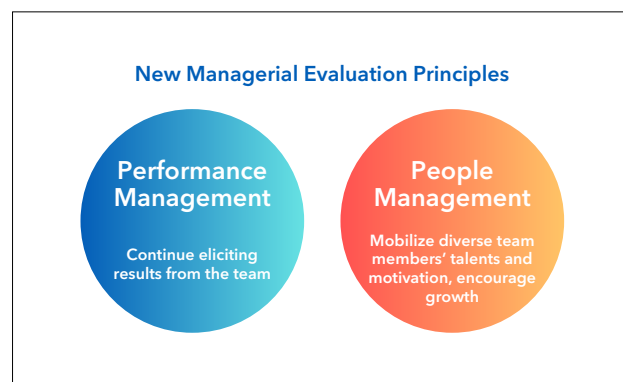 New Managerial Evaluation Principles
Performance
Management
Continue eliciting
results from the team
People
Management
Mobilize diverse team
members’ talents and
motivation, encourage
growth